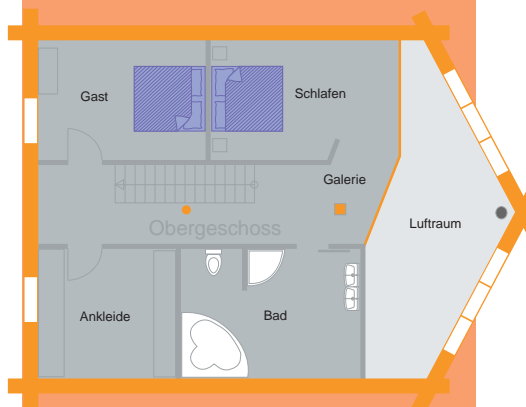 Gast
Schlafen
Galerie
Obergeschoss
Luftraum
Ankleide
Bad